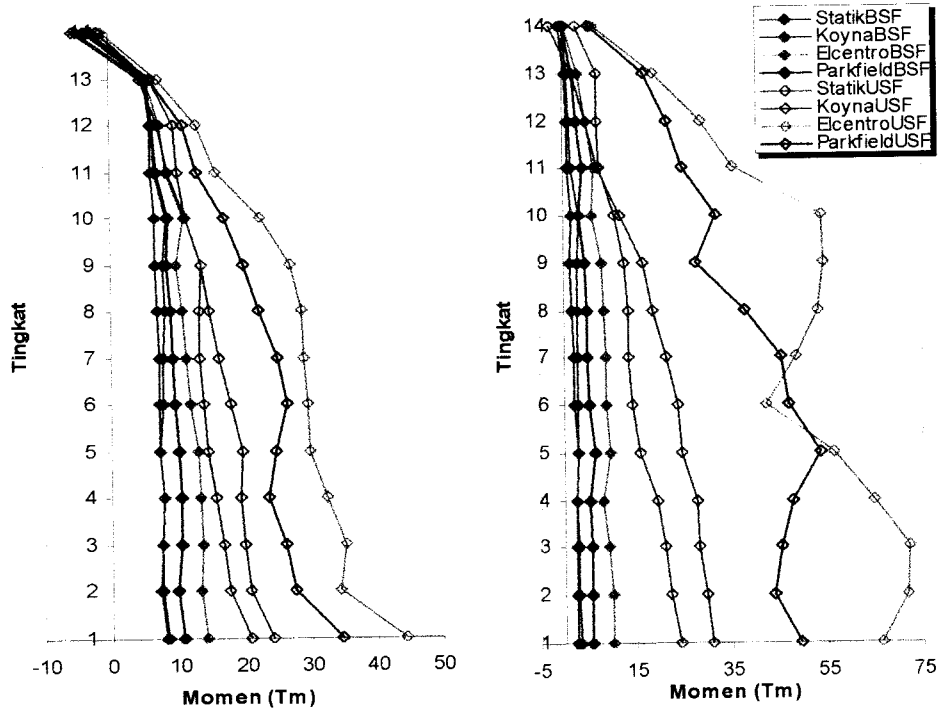 StatikBSF
KoynaBSF
ElcentroBSF
ParkfieldBSF
StatikUSF
KoynaUSF
ElcentroUSF
ParkfieldUSF
Tingkat
13
12
11
10
9
8
7
6
5
4
3
2
1
-10 0 10 20 30 40 50
Momen (Tm)
Tingkat
14
13
12
11
10
9
8
7
6
5
4
3
2
1
-5 15 35 55 75
Momen (Tm)